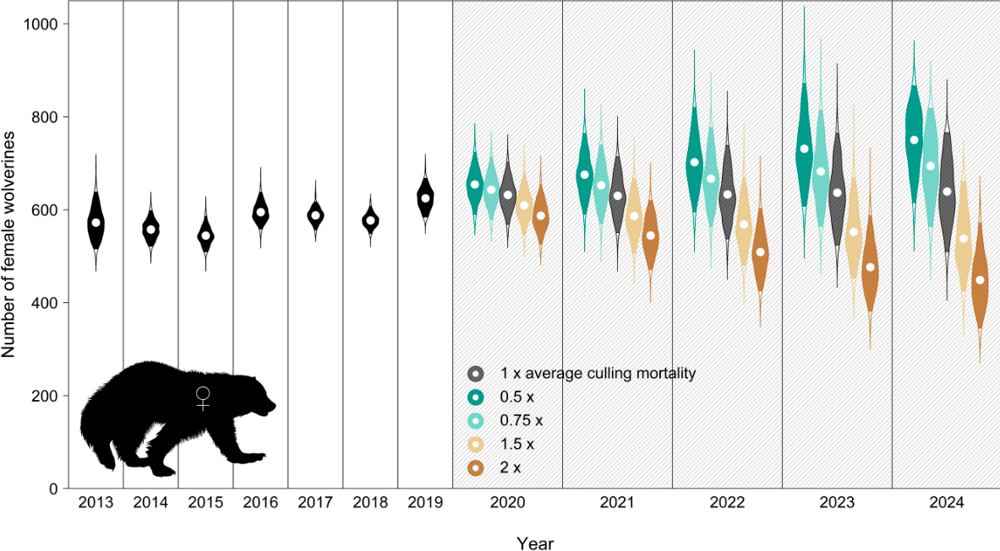 Number of female wolverines
1000
800
600
400
200
0
♀
1 x average culling mortality
0.5 x
0.75 x
1.5 x
2 x
2013 2014 2015 2016 2017 2018 2019 2020 2021 2022 2023 2024
Year